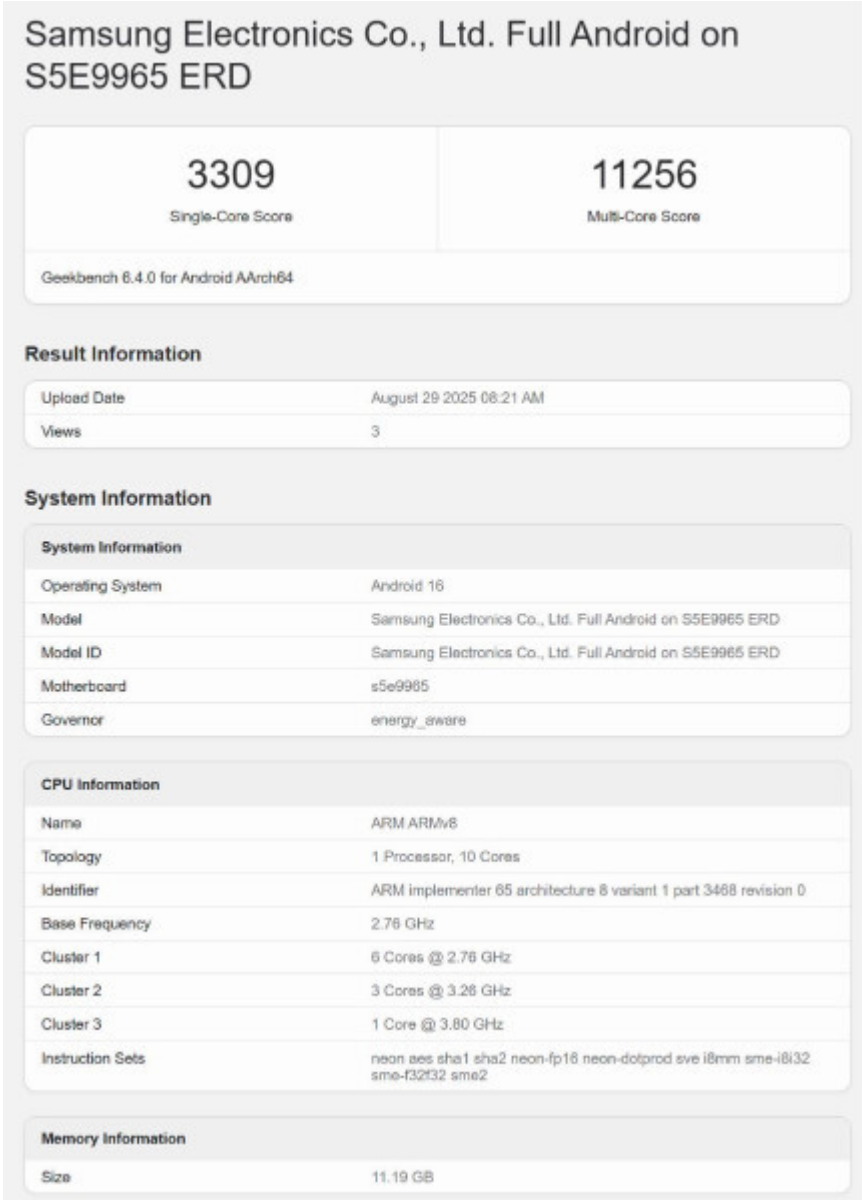 Samsung Electronics Co., Ltd. Full Android on
S5E9965 ERD
3309
Single-Core Score
11256
Multi-Core Score
Geekbench 6.4.0 for Android AArch64
Result Information
Upload Date August 29 2025 08:21 AM
Views 3
System Information
System Information
Operating System Android 16
Model Samsung Electronics Co., Ltd. Full Android on S5E9965 ERD
Model ID Samsung Electronics Co., Ltd. Full Android on S5E9965 ERD
Motherboard s5e9965
Governor energy_aware
CPU Information
Name ARM ARMv8
Topology 1 Processor, 10 Cores
Identifier ARM implementer 65 architecture 8 variant 1 part 3468 revision 0
Base Frequency 2.76 GHz
Cluster 1 6 Cores @ 2.76 GHz
Cluster 2 3 Cores @ 3.26 GHz
Cluster 3 1 Core @ 3.80 GHz
Instruction Sets neon aes sha1 sha2 neon-fp16 neon-dotprod sve i8mm sme-i8i32
sme-f32f32 sme2
Memory Information
Size 11.19 GB